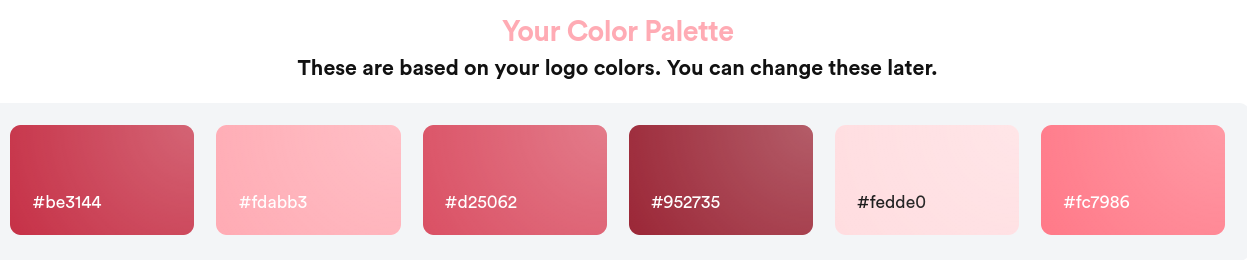 Your Color Palette
These are based on your logo colors. You can change these later.
#be3144
#fdabb3
#d25062
#952735
#fedde0
#fc7986